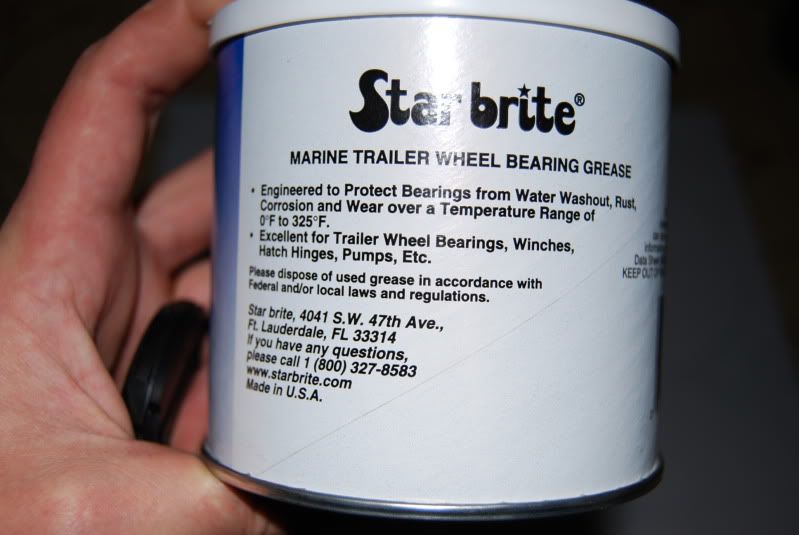 Star brite®
MARINE TRAILER WHEEL BEARING GREASE
• Engineered to Protect Bearings from Water Washout, Rust,
Corrosion and Wear over a Temperature Range of
0°F to 325°F.
• Excellent for Trailer Wheel Bearings, Winches,
Hatch Hinges, Pumps, Etc.
Please dispose of used grease in accordance with
Federal and/or local laws and regulations.
Star brite, 4041 S.W. 47th Ave.,
Ft. Lauderdale, FL 33314
If you have any questions,
please call 1 (800) 327-8583
www.starbrite.com
Made in U.S.A.
Data Sheet
KEEP OUT O